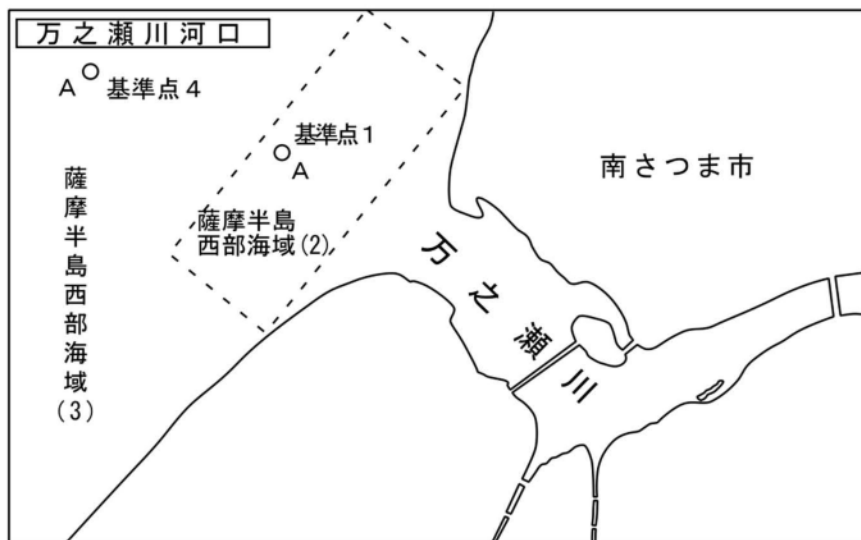 万之瀬川河口
A 基準点4
基準点1
A
薩摩半島西部海域(3)
薩摩半島
西部海域(2)
南さつま市
万之瀬川